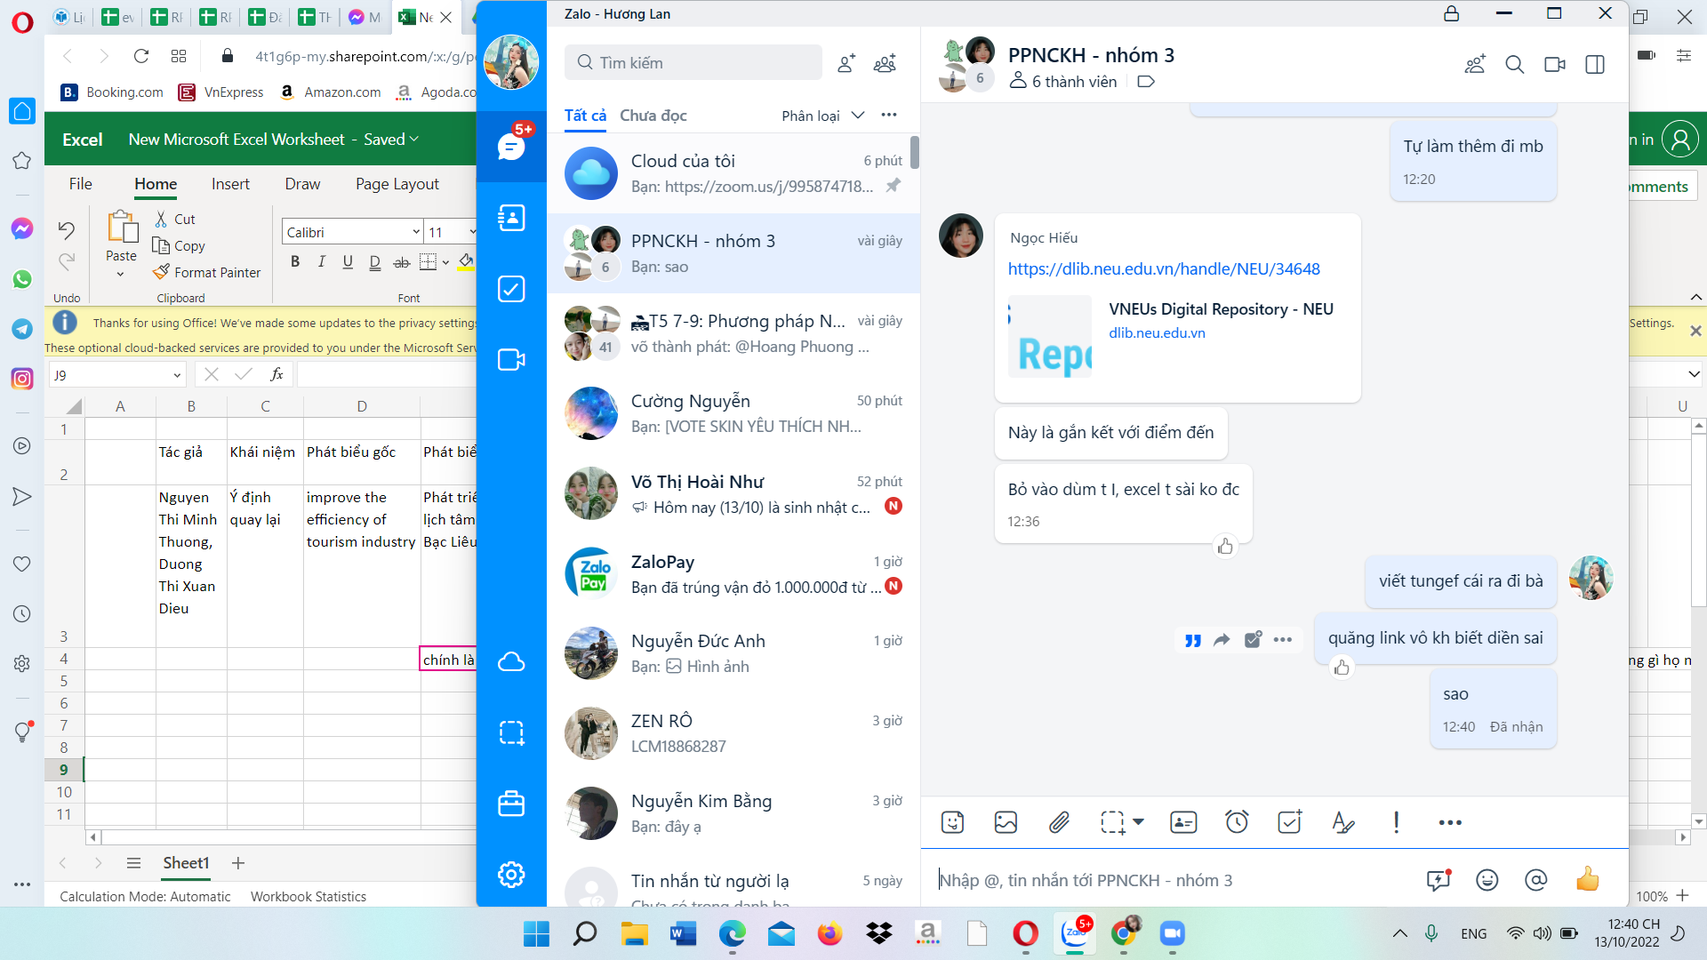 Zalo - Hương Lan
4t1g6p-my.sharepoint.com/:x:/g/pe
Booking.com
VnExpress
Amazon.com
Agoda.co
Excel
New Microsoft Excel Worksheet - Saved
File
Home
Insert
Draw
Page Layout
Paste
Cut
Copy
Format Painter
Calibri
11
B
I
U
D
ab
Undo
Clipboard
Font
Thanks for using Office! We've made some updates to the privacy settings
These optional cloud-backed services are provided to you under the Microsoft Serv
J9
fx
A
B
C
D
1
2
Tác giả
Khái niệm
Phát biểu gốc
Phát biể
3
Nguyen
Thi Minh
Thuong,
Duong
Thi Xuan
Dieu
Ý định
quay lại
improve the
efficiency of
tourism industry
Phát triể
lịch tâm
Bạc Liêu
4
chính là
5
6
7
8
9
10
11
Sheet1
Calculation Mode: Automatic
Workbook Statistics
5+
Tìm kiếm
Tất cả
Chưa đọc
Phân loại
Cloud của tôi
6 phút
Bạn: https://zoom.us/j/995874718...
PPNCKH - nhóm 3
vài giây
6
Bạn: sao
T5 7-9: Phương pháp N...
vài giây
41
võ thành phát: @Hoang Phuong ...
Cường Nguyễn
50 phút
Bạn: [VOTE SKIN YÊU THÍCH NH...
Võ Thị Hoài Như
52 phút
Hôm nay (13/10) là sinh nhật c...
N
ZaloPay
1 giờ
Zalo
Pay
Bạn đã trúng vận đỏ 1.000.000đ từ ...
N
Nguyễn Đức Anh
1 giờ
Bạn: Hình ảnh
ZEN RÔ
3 giờ
LCM18868287
Nguyễn Kim Bằng
3 giờ
Bạn: đây ạ
Tin nhắn từ người lạ
5 ngày
PPNCKH - nhóm 3
6
6 thành viên
Tự làm thêm đi mb
12:20
Ngọc Hiếu
https://dlib.neu.edu.vn/handle/NEU/34648
Repo
VNEUs Digital Repository - NEU
dlib.neu.edu.vn
Này là gắn kết với điểm đến
Bỏ vào dùm t I, excel t sài ko đc
12:36
viết tungef cái ra đi bà
quăng link vô kh biết diền sai
sao
12:40 Đã nhận
Nhập @, tin nhắn tới PPNCKH - nhóm 3
n in
omments
Settings.
U
ng gì họ n
100%
5+
ENG
12:40 CH
13/10/2022